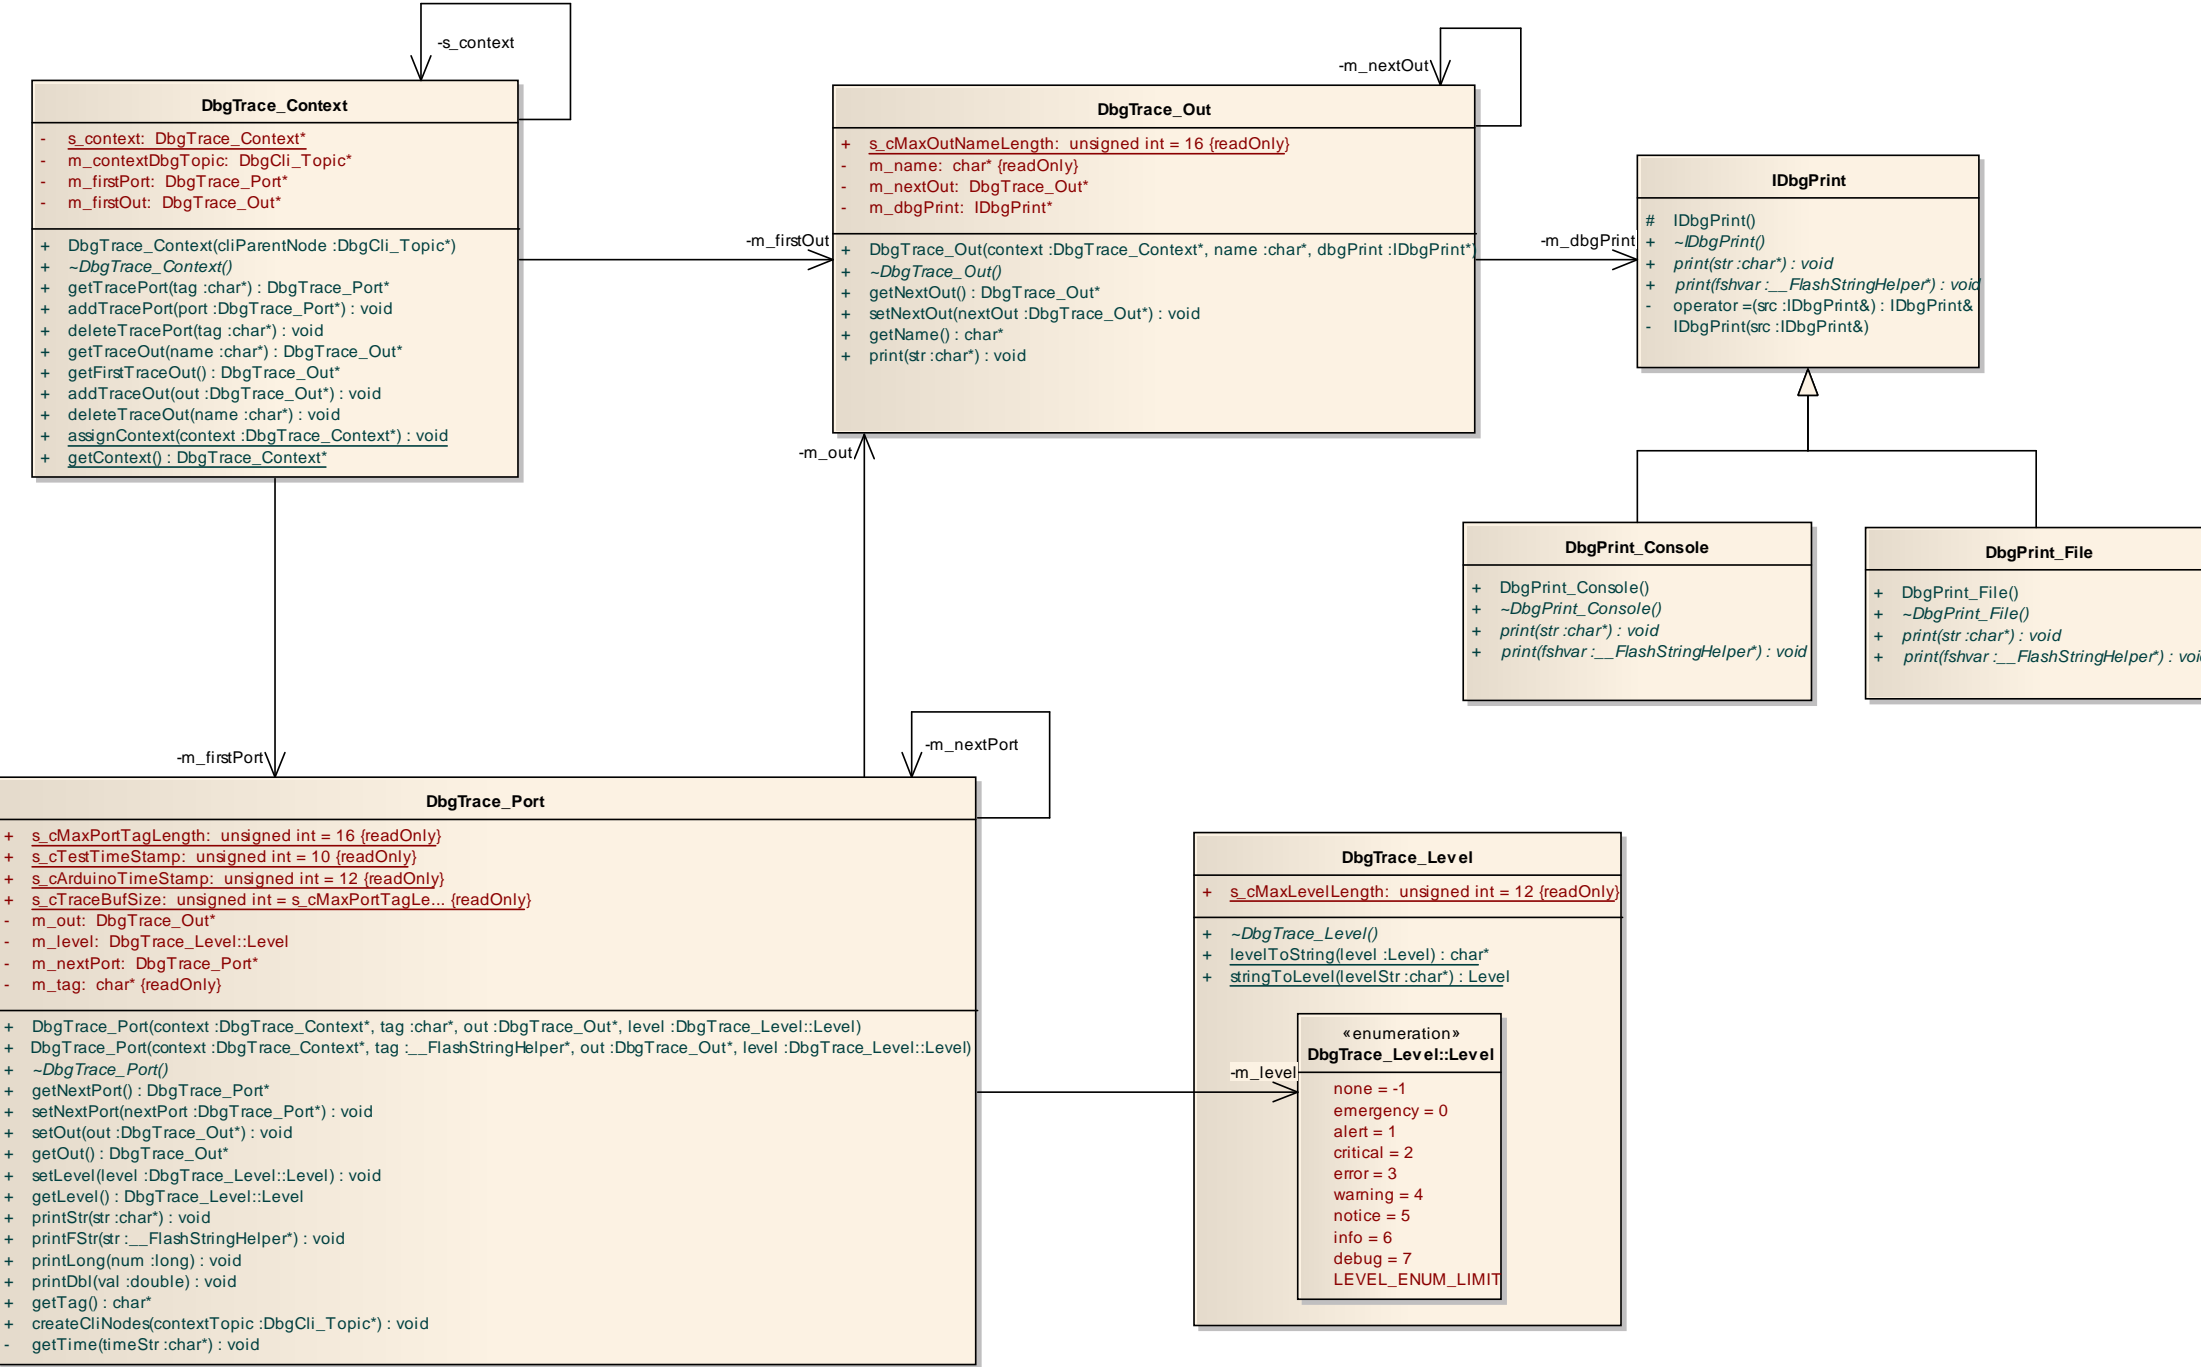 -s_context
DbgTrace_Context
- s_context: DbgTrace_Context*
- m_contextDbgTopic: DbgCli_Topic*
- m_firstPort: DbgTrace_Port*
- m_firstOut: DbgTrace_Out*
+ DbgTrace_Context(cliParentNode :DbgCli_Topic*)
+ ~DbgTrace_Context()
+ getTracePort(tag :char*) : DbgTrace_Port*
+ addTracePort(port :DbgTrace_Port*) : void
+ deleteTracePort(tag :char*) : void
+ getTraceOut(name :char*) : DbgTrace_Out*
+ getFirstTraceOut() : DbgTrace_Out*
+ addTraceOut(out :DbgTrace_Out*) : void
+ deleteTraceOut(name :char*) : void
+ assignContext(context :DbgTrace_Context*) : void
+ getContext() : DbgTrace_Context*
-m_firstOut
-m_nextOut
DbgTrace_Out
+ s_cMaxOutNameLength: unsigned int = 16 {readOnly}
- m_name: char* {readOnly}
- m_nextOut: DbgTrace_Out*
- m_dbgPrint: IDbgPrint*
+ DbgTrace_Out(context :DbgTrace_Context*, name :char*, dbgPrint :IDbgPrint*)
+ ~DbgTrace_Out()
+ getNextOut() : DbgTrace_Out*
+ setNextOut(nextOut :DbgTrace_Out*) : void
+ getName() : char*
+ print(str :char*) : void
-m_dbgPrint
IDbgPrint
# IDbgPrint()
+ ~IDbgPrint()
+ print(str :char*) : void
+ print(fshvar :__FlashStringHelper*) : void
- operator =(src :IDbgPrint&) : IDbgPrint&
- IDbgPrint(src :IDbgPrint&)
-m_out
DbgPrint_Console
+ DbgPrint_Console()
+ ~DbgPrint_Console()
+ print(str :char*) : void
+ print(fshvar :__FlashStringHelper*) : void
DbgPrint_File
+ DbgPrint_File()
+ ~DbgPrint_File()
+ print(str :char*) : void
+ print(fshvar :__FlashStringHelper*) :
-m_firstPort
-m_nextPort
DbgTrace_Port
+ s_cMaxPortTagLength: unsigned int = 16 {readOnly}
+ s_cTestTimeStamp: unsigned int = 10 {readOnly}
+ s_cArduinoTimeStamp: unsigned int = 12 {readOnly}
+ s_cTraceBufSize: unsigned int = s_cMaxPortTagLe... {readOnly}
- m_out: DbgTrace_Out*
- m_level: DbgTrace_Level::Level
- m_nextPort: DbgTrace_Port*
- m_tag: char* {readOnly}
+ DbgTrace_Port(context :DbgTrace_Context*, tag :char*, out :DbgTrace_Out*, level :DbgTrace_Level::Level)
+ DbgTrace_Port(context :DbgTrace_Context*, tag :__FlashStringHelper*, out :DbgTrace_Out*, level :DbgTrace_Level::Level)
+ ~DbgTrace_Port()
+ getNextPort() : DbgTrace_Port*
+ setNextPort(nextPort :DbgTrace_Port*) : void
+ setOut(out :DbgTrace_Out*) : void
+ getOut() : DbgTrace_Out*
+ setLevel(level :DbgTrace_Level::Level) : void
+ getLevel() : DbgTrace_Level::Level
+ printStr(str :char*) : void
+ printFStr(str :__FlashStringHelper*) : void
+ printLong(num :long) : void
+ printDbl(val :double) : void
+ getTag() : char*
+ createCliNodes(contextTopic :DbgCli_Topic*) : void
- getTime(timeStr :char*) : void
DbgTrace_Level
+ s_cMaxLevelLength: unsigned int = 12 {readOnly}
+ ~DbgTrace_Level()
+ levelToString(level :Level) : char*
+ stringToLevel(levelStr :char*) : Level
-m_level
«enumeration»
DbgTrace_Level::Level
none = -1
emergency = 0
alert = 1
critical = 2
error = 3
warning = 4
notice = 5
info = 6
debug = 7
LEVEL_ENUM_LIMIT